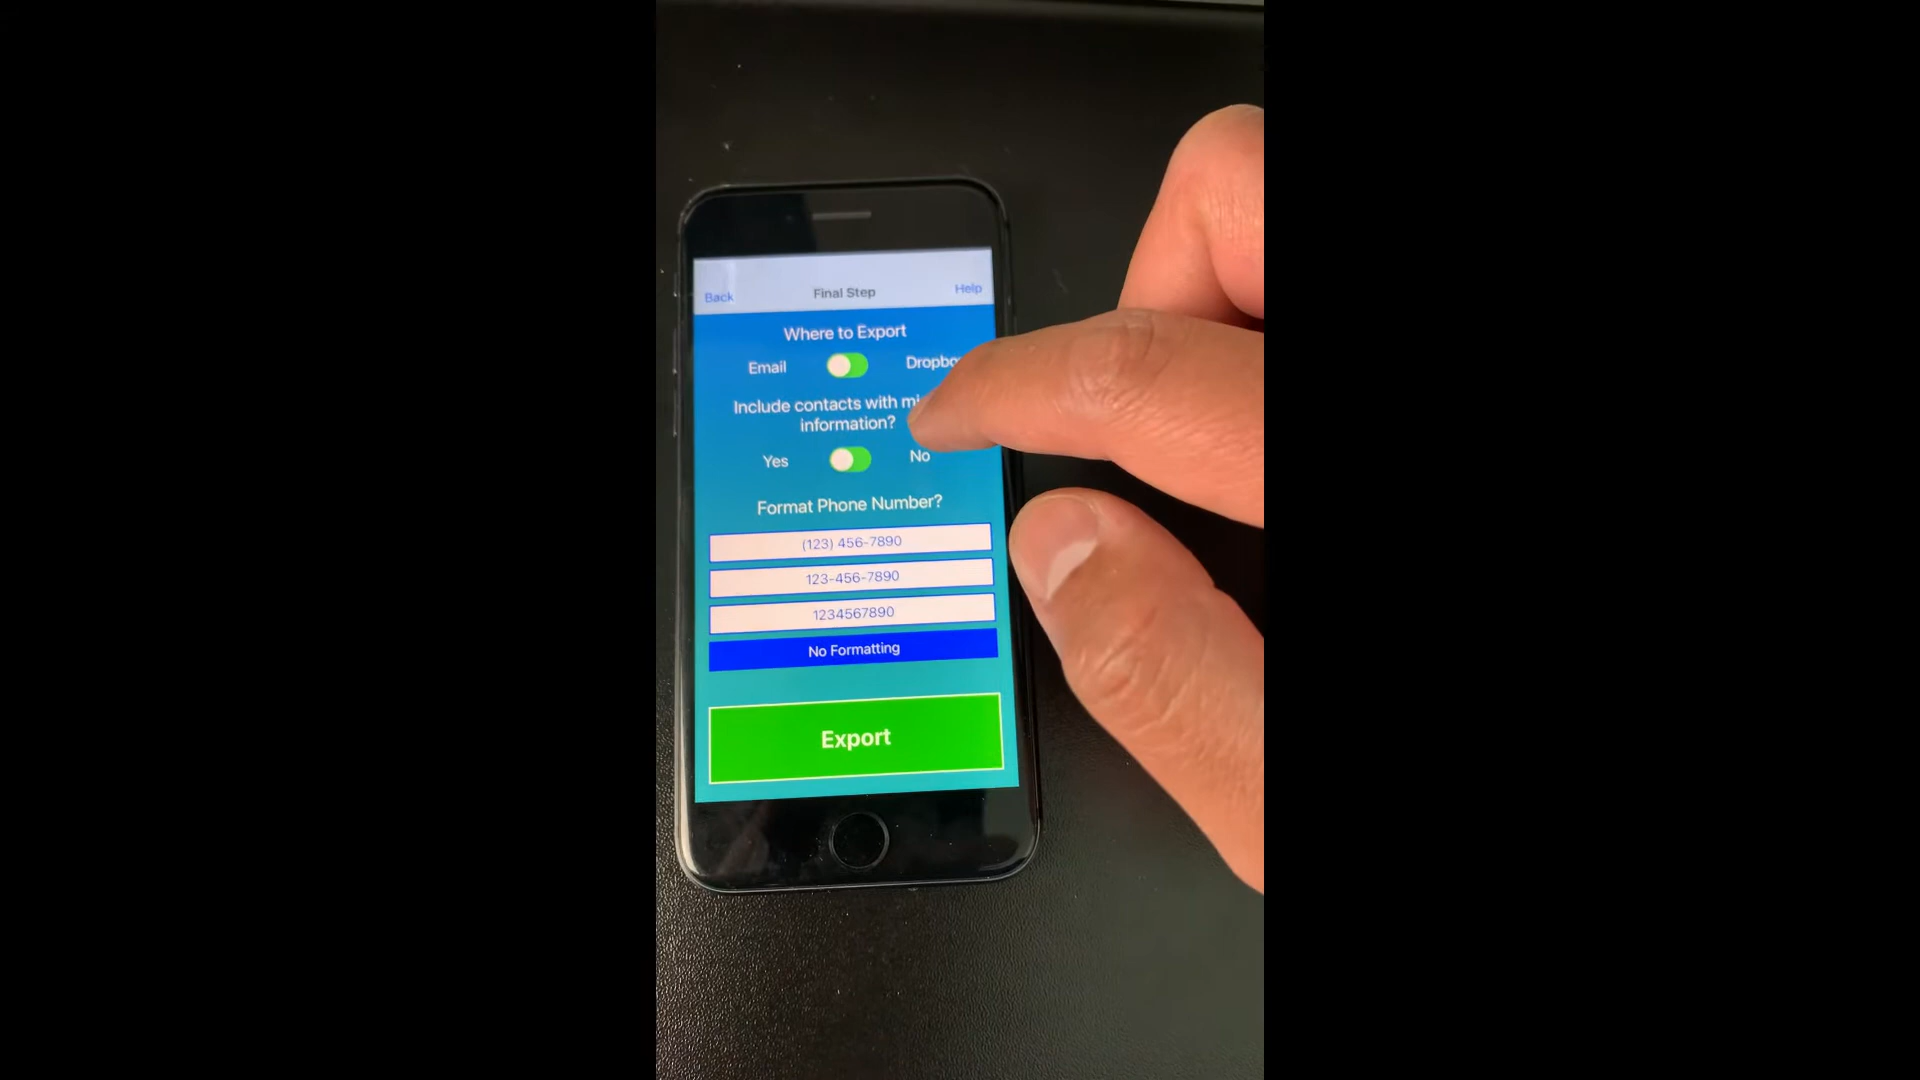 Back Final Step Help
Where to Export
Email Dropbo
Include contacts with mi
information?
Yes No
Format Phone Number?
(123) 456-7890
123-456-7890
1234567890
No Formatting
Export